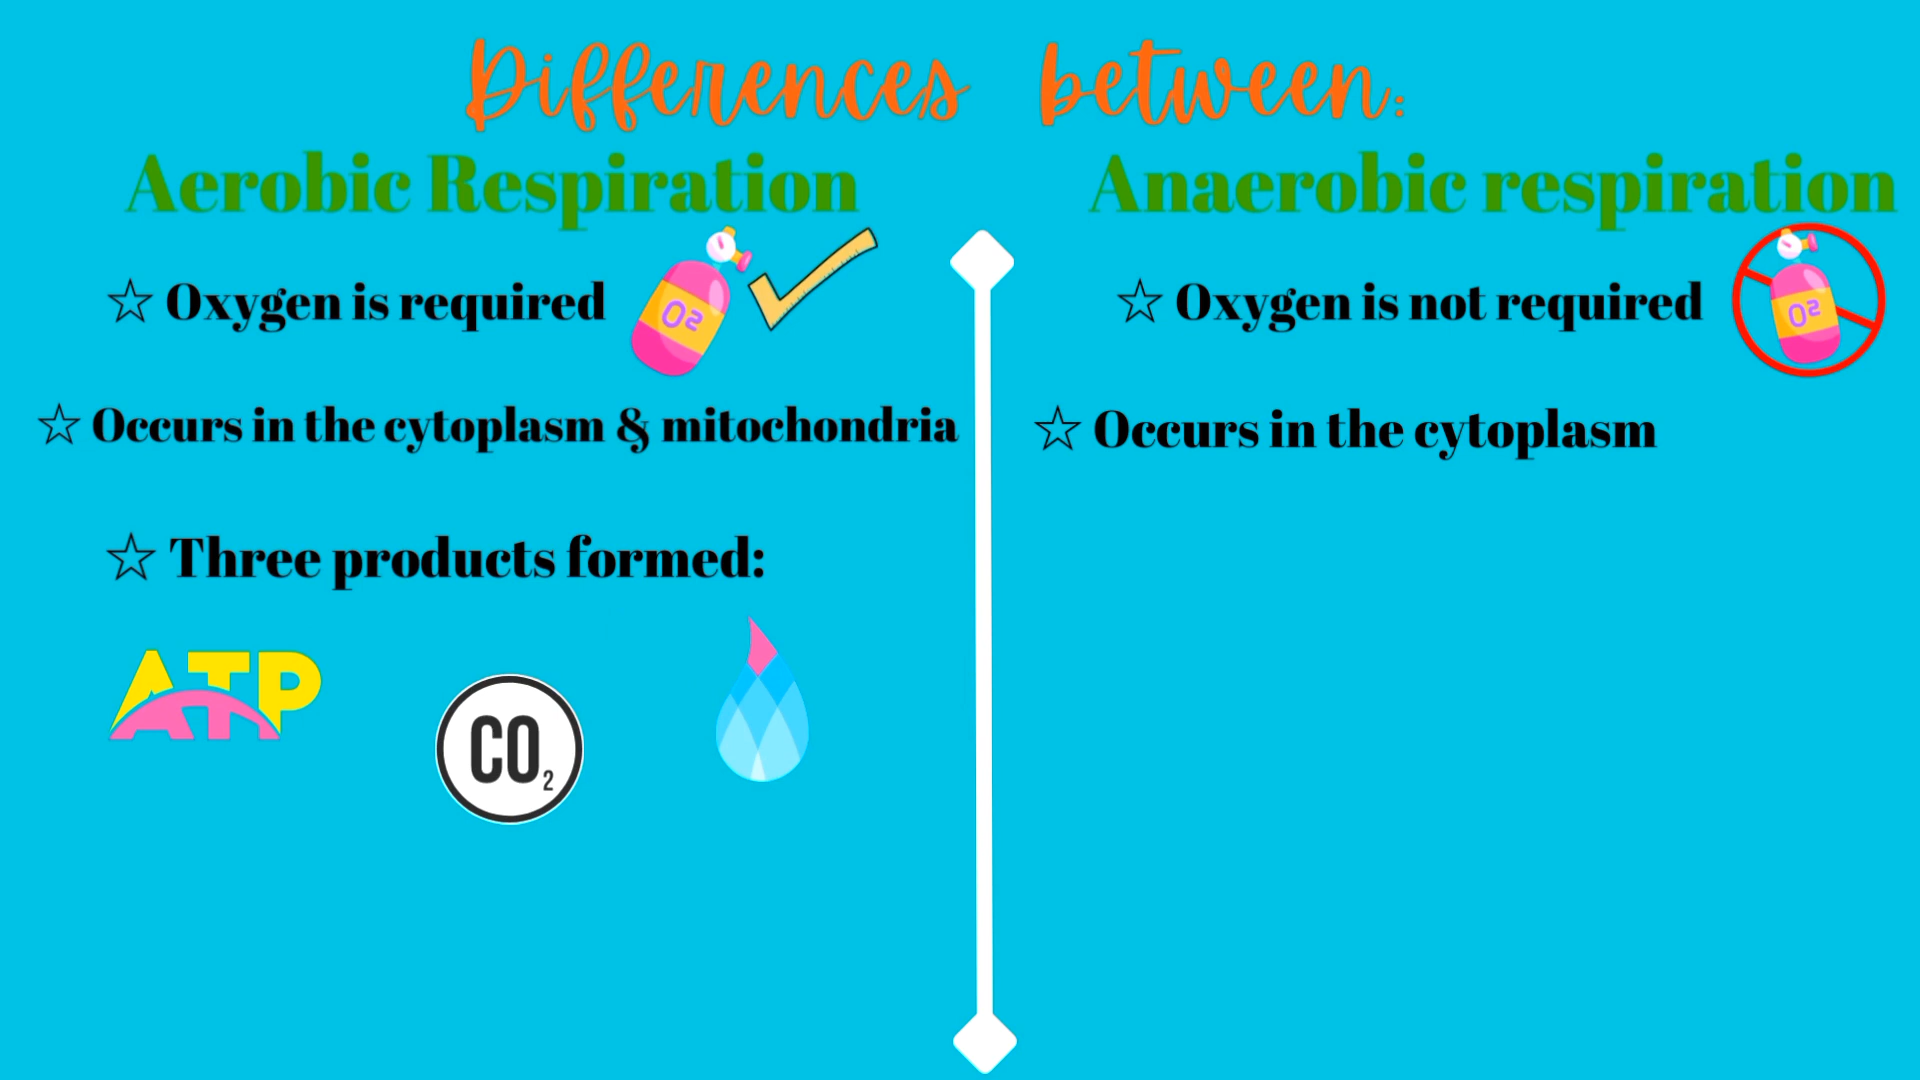 Differences between:
Aerobic Respiration
☆ Oxygen is required
O2
☆ Occurs in the cytoplasm & mitochondria
☆ Three products formed:
ATP
CO2
Anaerobic respiration
☆ Oxygen is not required
O2
☆ Occurs in the cytoplasm